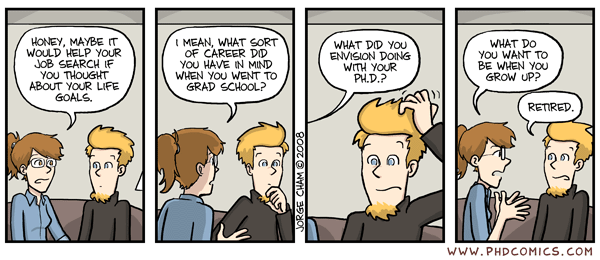 HONEY, MAYBE IT
WOULD HELP YOUR
JOB SEARCH IF
YOU THOUGHT
ABOUT YOUR LIFE
GOALS.
I MEAN, WHAT SORT
OF CAREER DID
YOU HAVE IN MIND
WHEN YOU WENT TO
GRAD SCHOOL?
JORGE CHAM © 2008
WHAT DID YOU
ENVISION DOING
WITH YOUR
PH.D.?
WHAT DO
YOU WANT TO
BE WHEN YOU
GROW UP?
RETIRED.
WWW.PHDCOMICS.COM